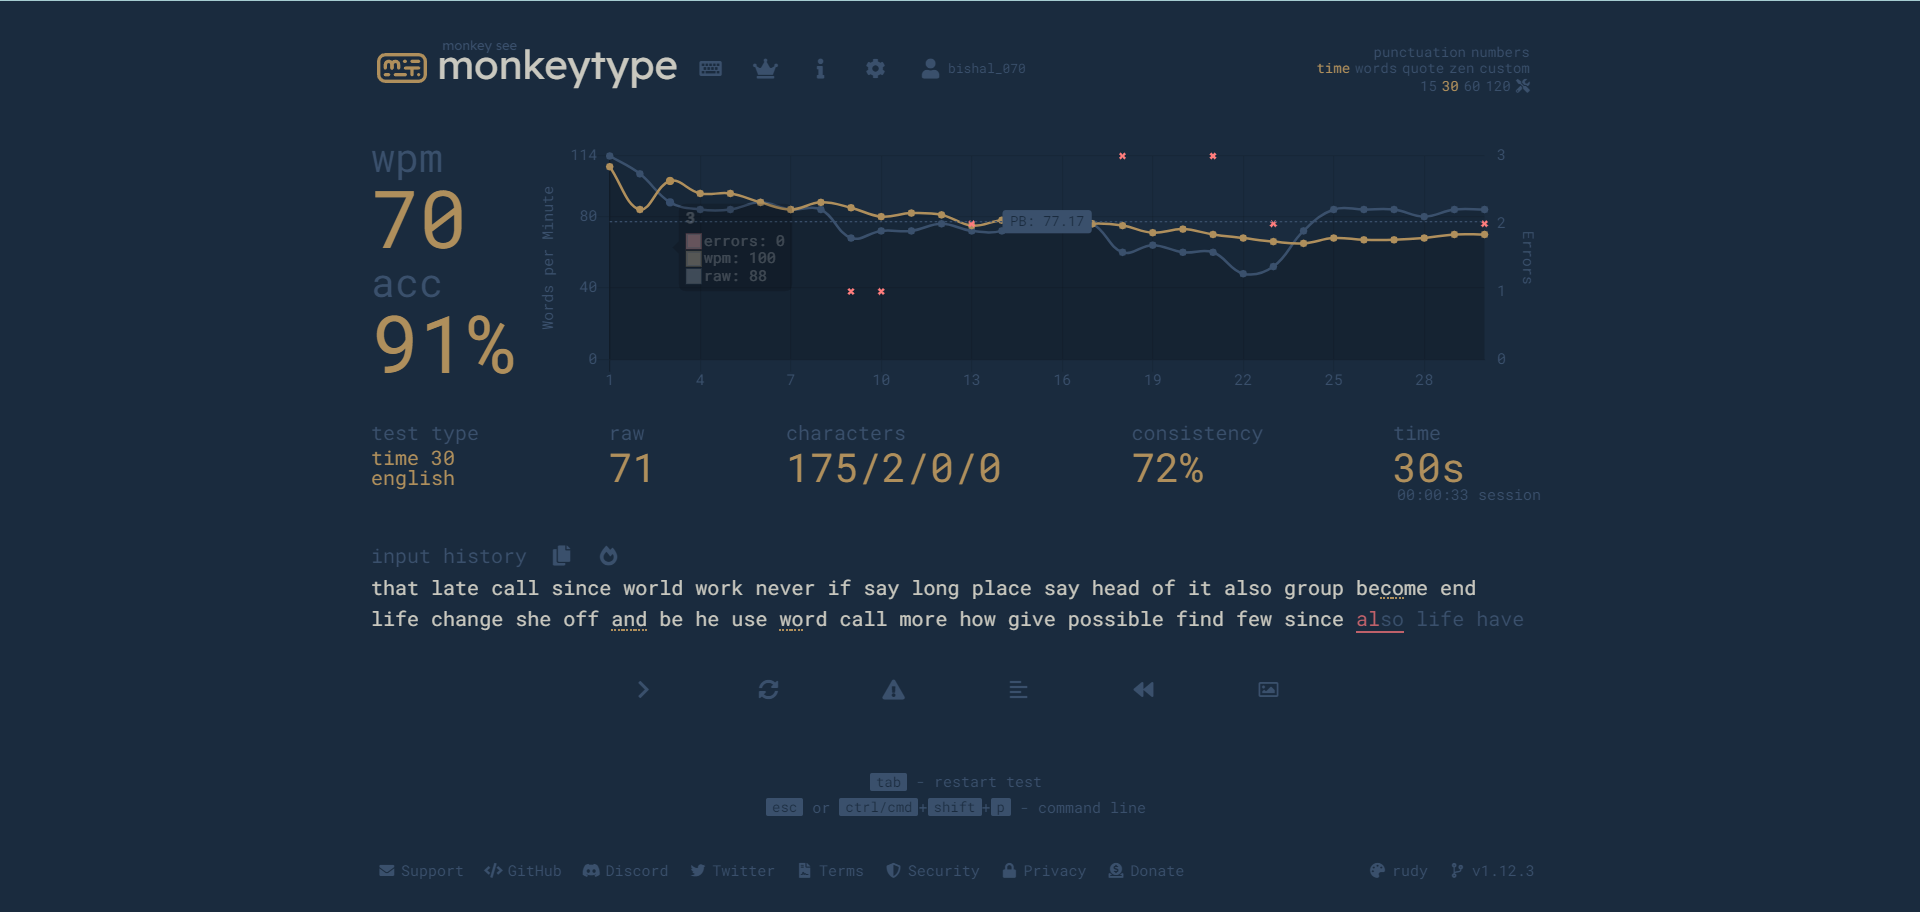 monkey see
monkeytype
bishal_070
punctuation numbers
time words quote zen custom
15 30 60 120
wpm
70
acc
91%
Words per Minute
114
80
40
0
3
errors: 0
wpm: 100
raw: 88
PB: 77.17
3
2
1
0
Errors
1 4 7 10 13 16 19 22 25 28
test type
time 30
english
raw
71
characters
175/2/0/0
consistency
72%
time
30s
00:00:33 session
input history
that late call since world work never if say long place say head of it also group become end
life change she off and be he use word call more how give possible find few since also life have
tab - restart test
esc or ctrl/cmd+shift+p - command line
Support GitHub Discord Twitter Terms Security Privacy Donate rudy v1.12.3